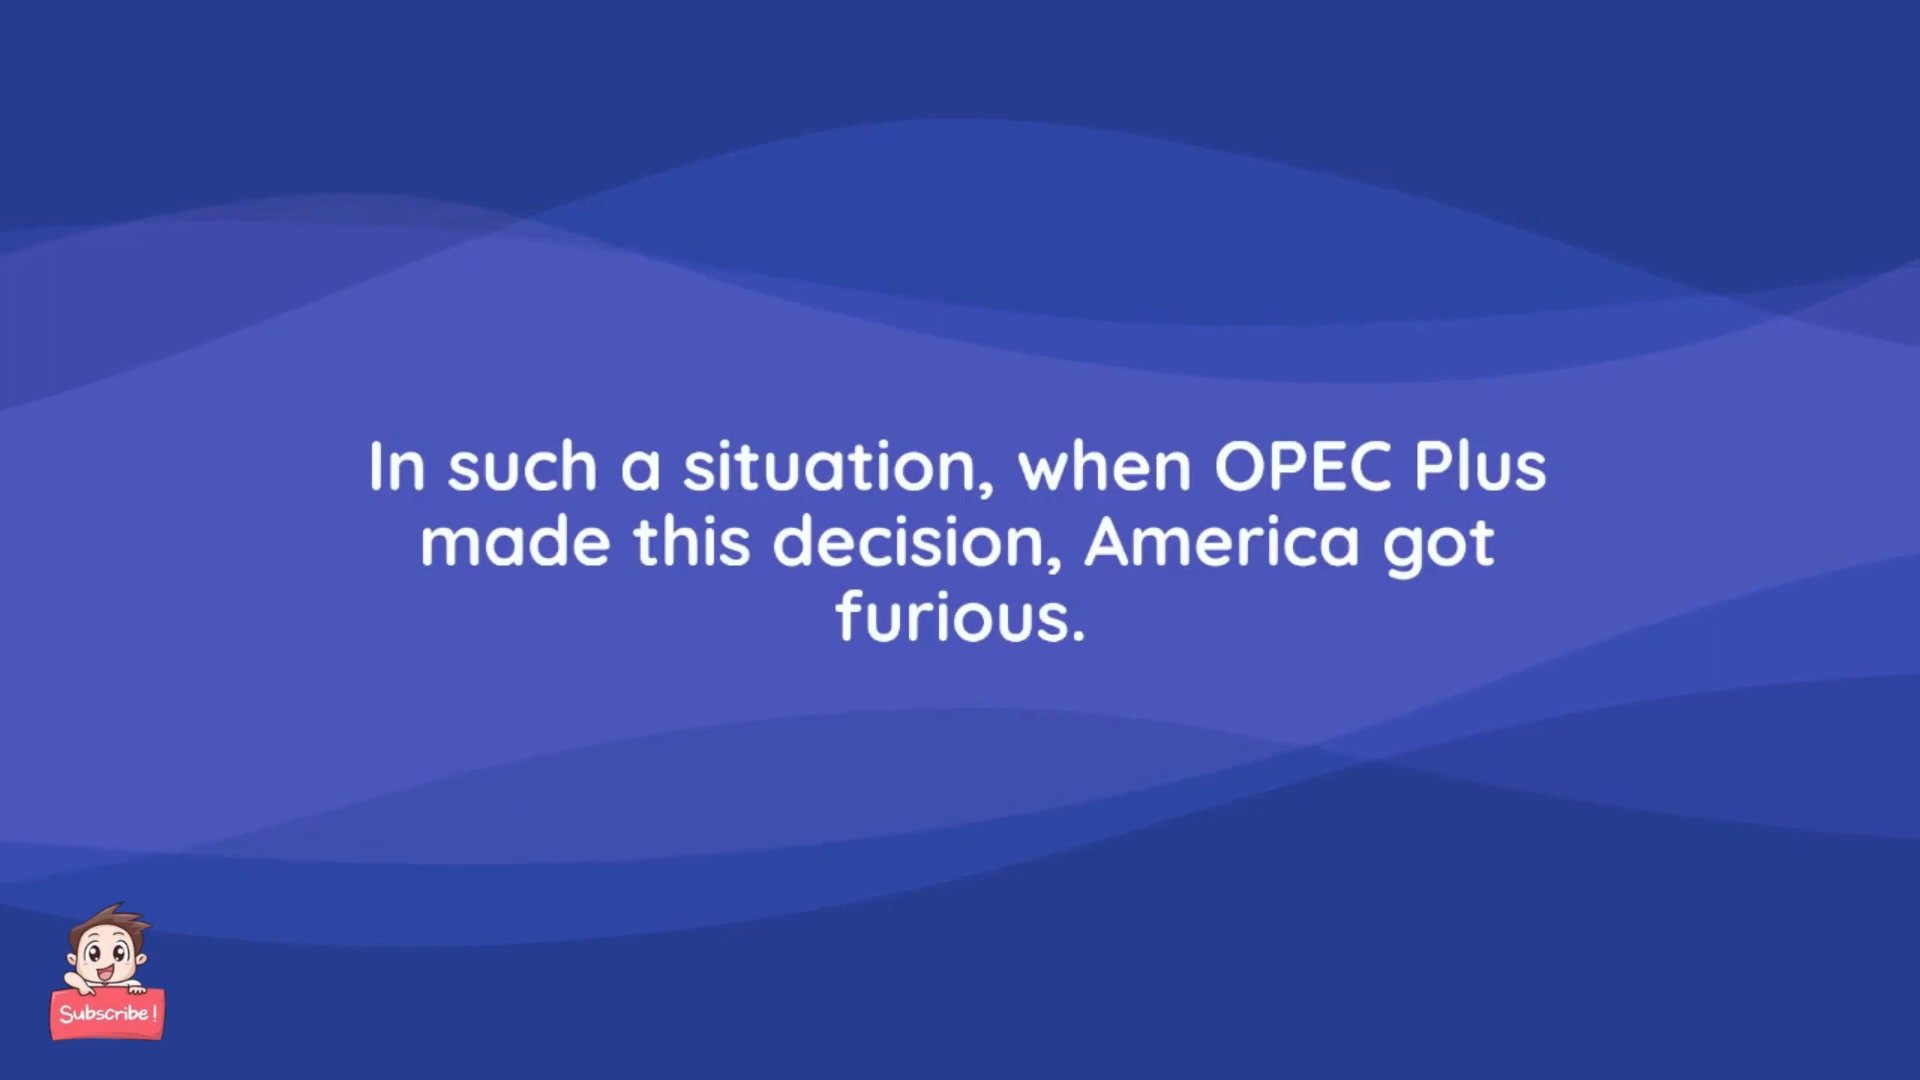 In such a situation, when OPEC Plus
made this decision, America got
furious.
Subscribe!